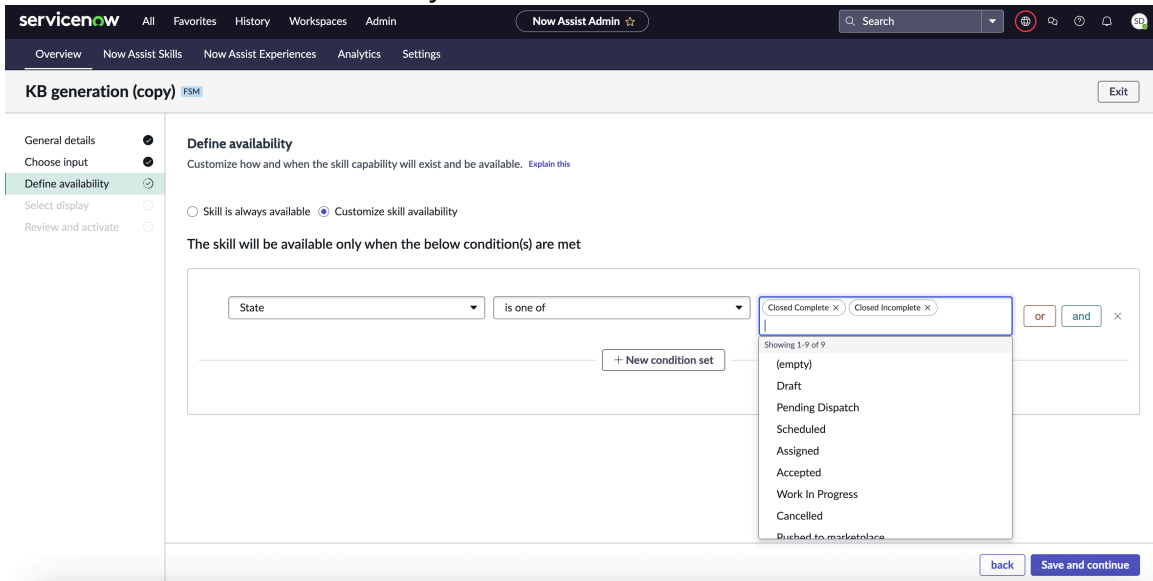 servicenow All Favorites History Workspaces Admin Now Assist Admin Search SD
Overview Now Assist Skills Now Assist Experiences Analytics Settings
KB generation (copy) FSM Exit
General details
Choose input
Define availability
Select display
Review and activate
Define availability
Customize how and when the skill capability will exist and be available. Explain this
Skill is always available Customize skill availability
The skill will be available only when the below condition(s) are met
State is one of Closed Complete × Closed Incomplete × or and ×
+ New condition set
Showing 1-9 of 9
(empty)
Draft
Pending Dispatch
Scheduled
Assigned
Accepted
Work In Progress
Cancelled
Pushed to marketplace
back Save and continue